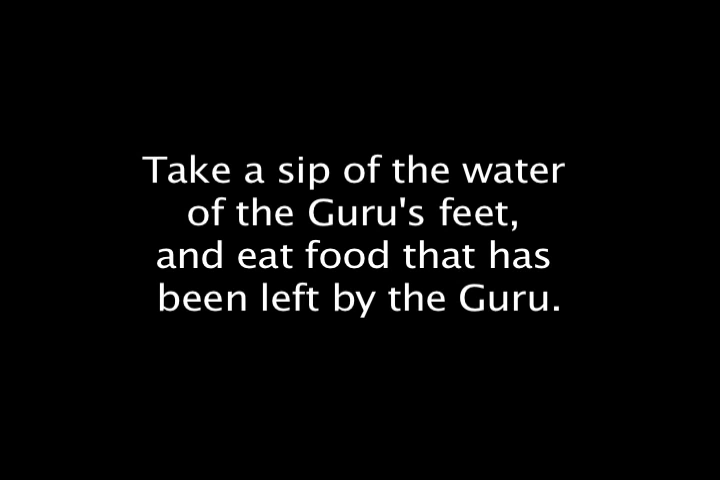 Take a sip of the water
of the Guru's feet,
and eat food that has
been left by the Guru.